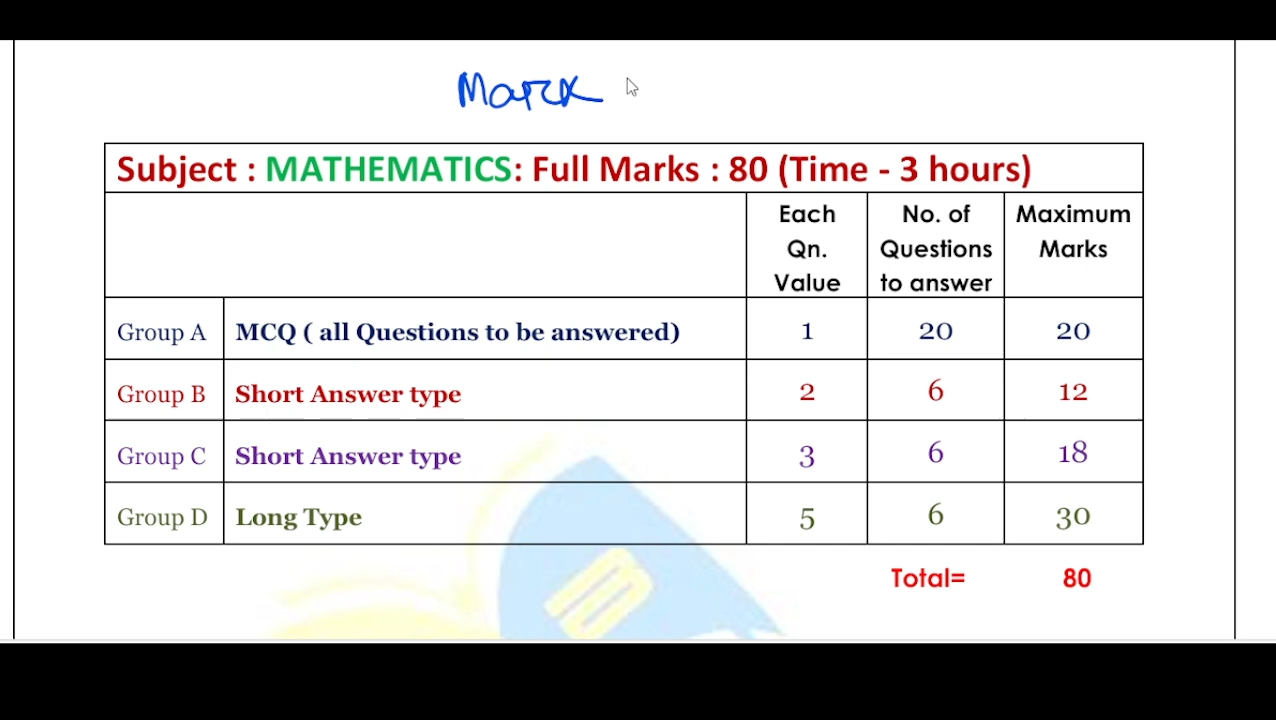 Mark
Subject : MATHEMATICS: Full Marks : 80 (Time - 3 hours)
Each Qn. Value No. of Questions to answer Maximum Marks
Group A MCQ ( all Questions to be answered) 1 20 20
Group B Short Answer type 2 6 12
Group C Short Answer type 3 6 18
Group D Long Type 5 6 30
Total= 80